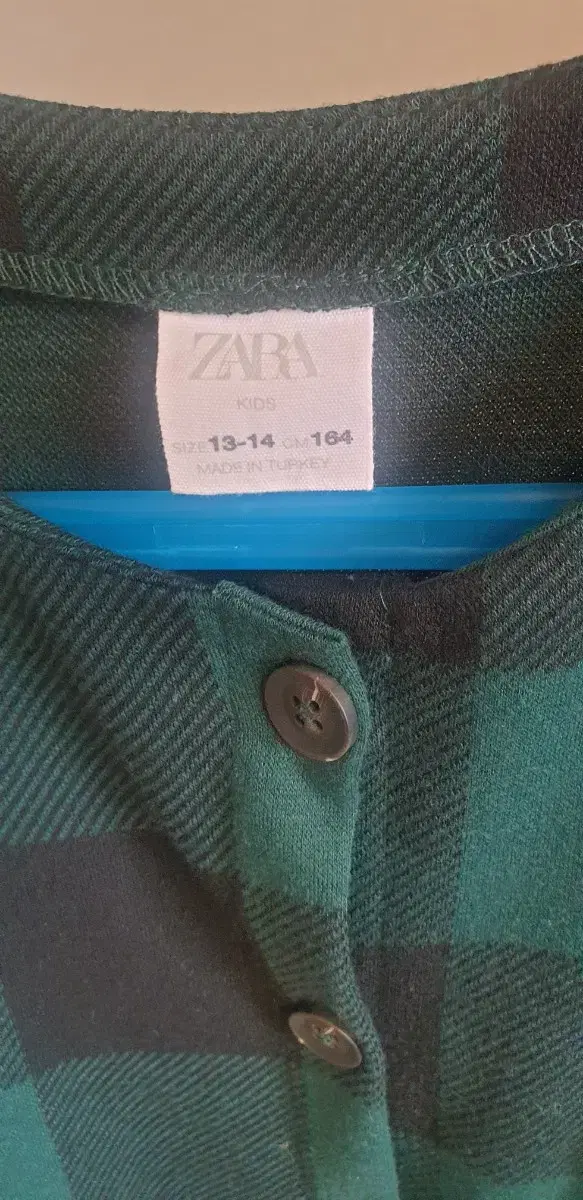 ZARA
KIDS
SIZE 13-14 CM 164
MADE IN TURKEY